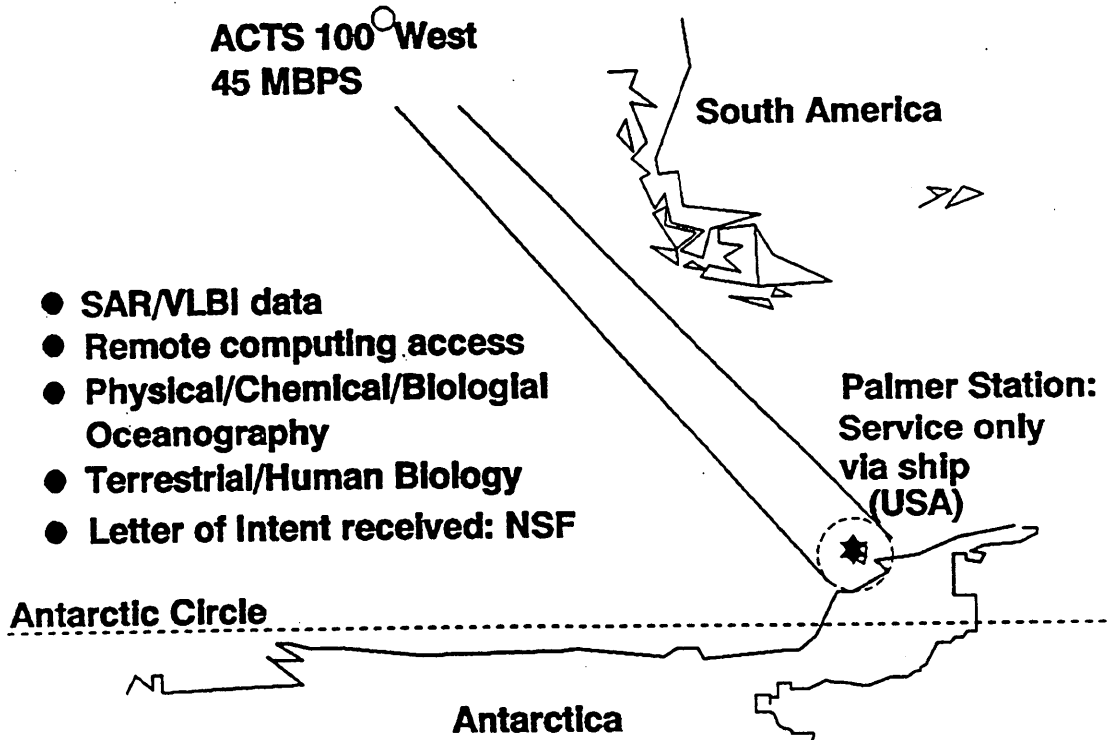 ACTS 100° West
45 MBPS
South America
● SAR/VLBI data
● Remote computing access
● Physical/Chemical/Biologial
Oceanography
● Terrestrial/Human Biology
● Letter of Intent received: NSF
Palmer Station:
Service only
via ship
(USA)
Antarctic Circle
Antarctica